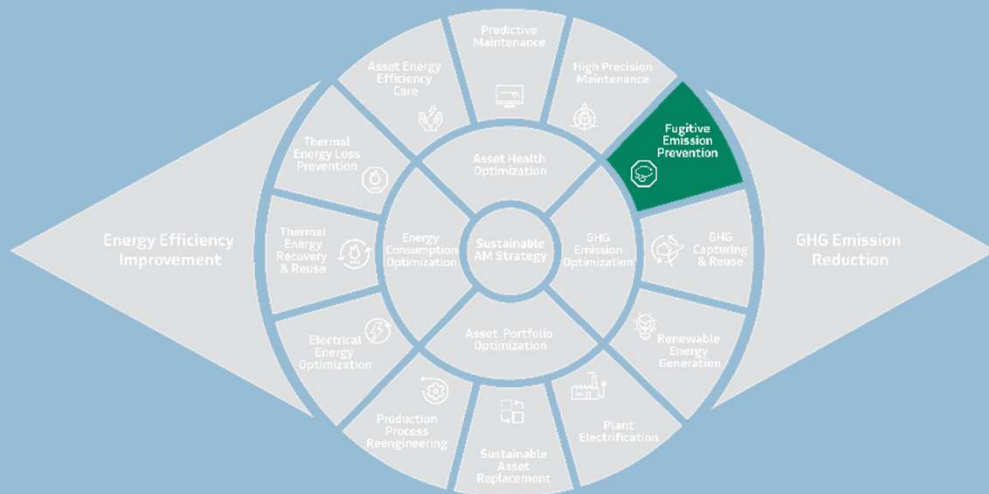 Predictive
Maintenance
Asset Energy
Efficiency
Care
High Precision
Maintenance
Thermal
Energy Loss
Prevention
Fugitive
Emission
Prevention
Asset Health
Optimization
Energy Efficiency
Improvement
Thermal
Energy
Recovery
& Reuse
Energy
Consumption
Optimization
Sustainable
AM Strategy
GHG
Emission
Optimization
GHG
Capturing
& Reuse
GHG Emission
Reduction
Electrical
Energy
Optimization
Asset Portfolio
Optimization
Renewable
Energy
Generation
Production
Process
Reengineering
Sustainable
Asset
Replacement
Plant
Electrification